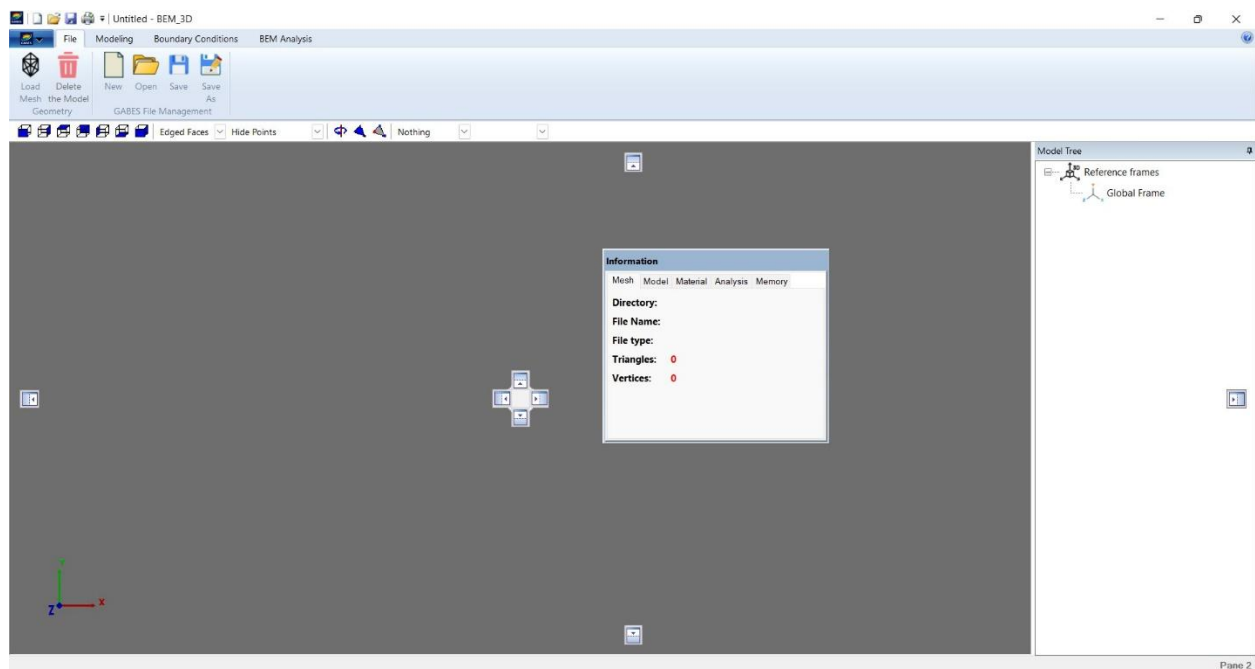 Untitled - BEM_3D
File Modeling Boundary Conditions BEM Analysis
Load Mesh
Delete the Model
New
Open
Save
Save As
Geometry
GABES File Management
Edged Faces
Hide Points
Nothing
Model Tree
Reference frames
Global Frame
Information
Mesh Model Material Analysis Memory
Directory:
File Name:
File type:
Triangles: 0
Vertices: 0
Y
Z
X
Pane 2